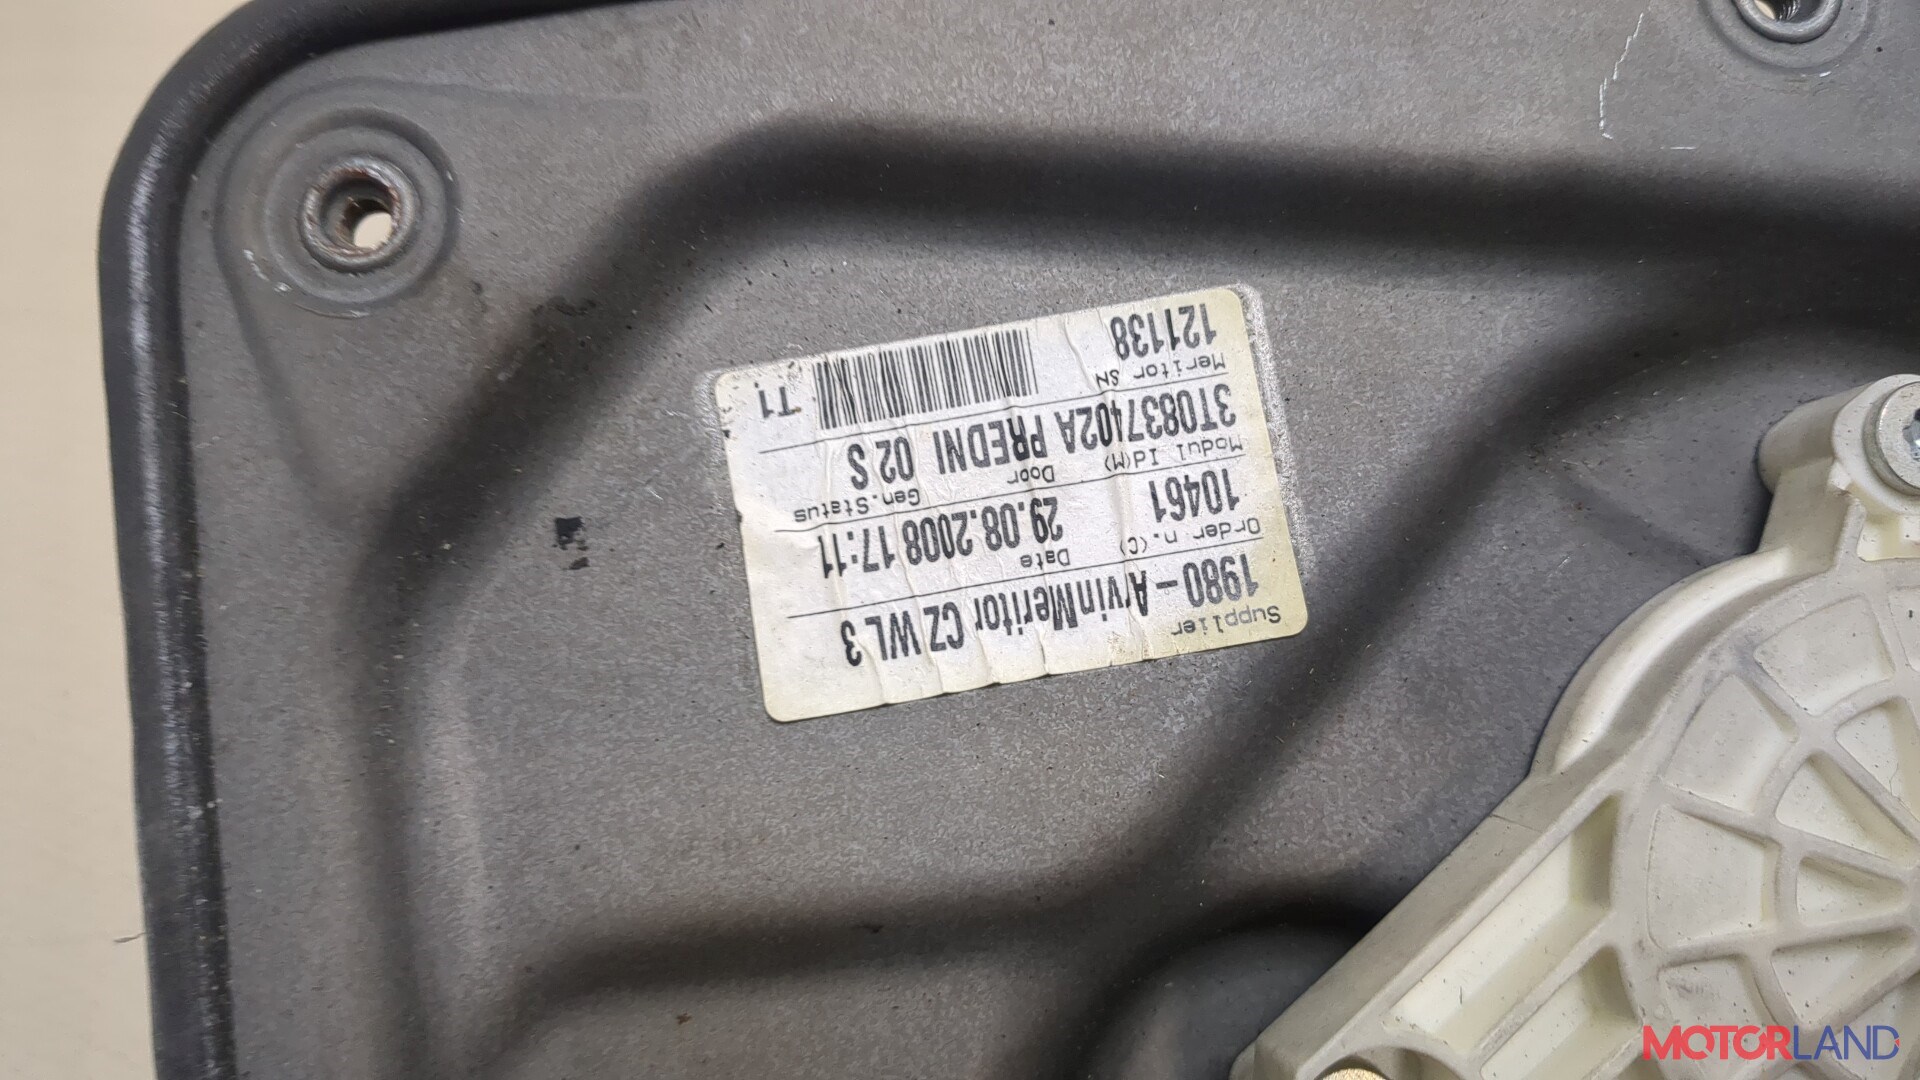 Supplier
1980 - ArvinMeritor CZ WL 3
Order n.(C) Date
10461 29.08.2008 17:11
Modul Id(M) Door Gen.Status
3T0837402A PREDNI 02 S
Meritor SN
121138 T1
MOTORLAND